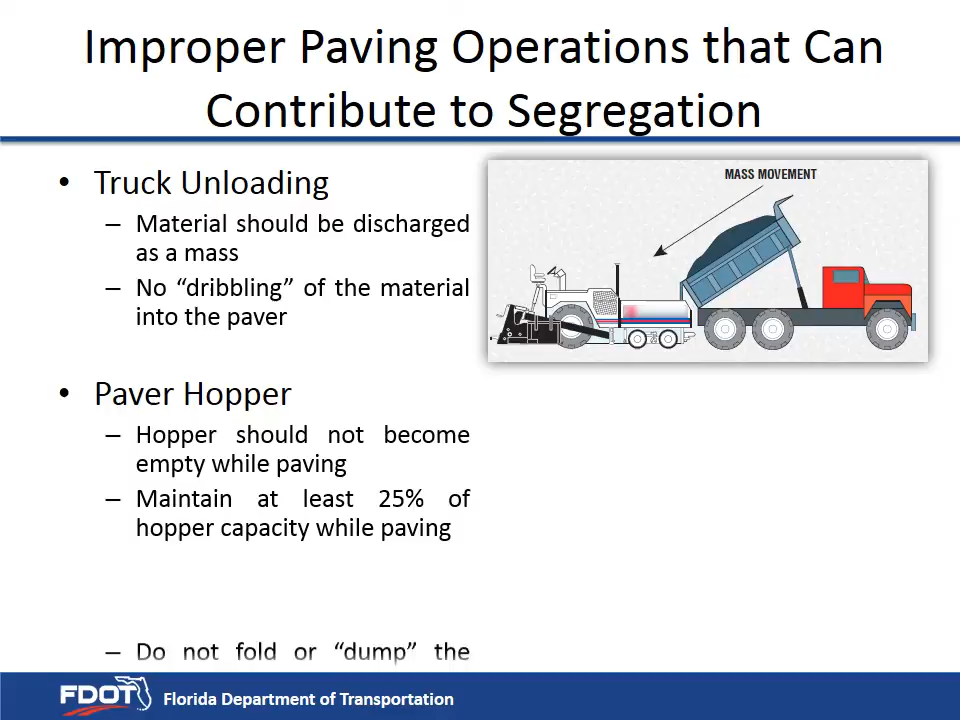 Improper Paving Operations that Can
Contribute to Segregation
• Truck Unloading
– Material should be discharged
as a mass
– No “dribbling” of the material
into the paver
• Paver Hopper
– Hopper should not become
empty while paving
– Maintain at least 25% of
hopper capacity while paving
– Do not fold or “dump” the
MASS MOVEMENT
FDOT
Florida Department of Transportation